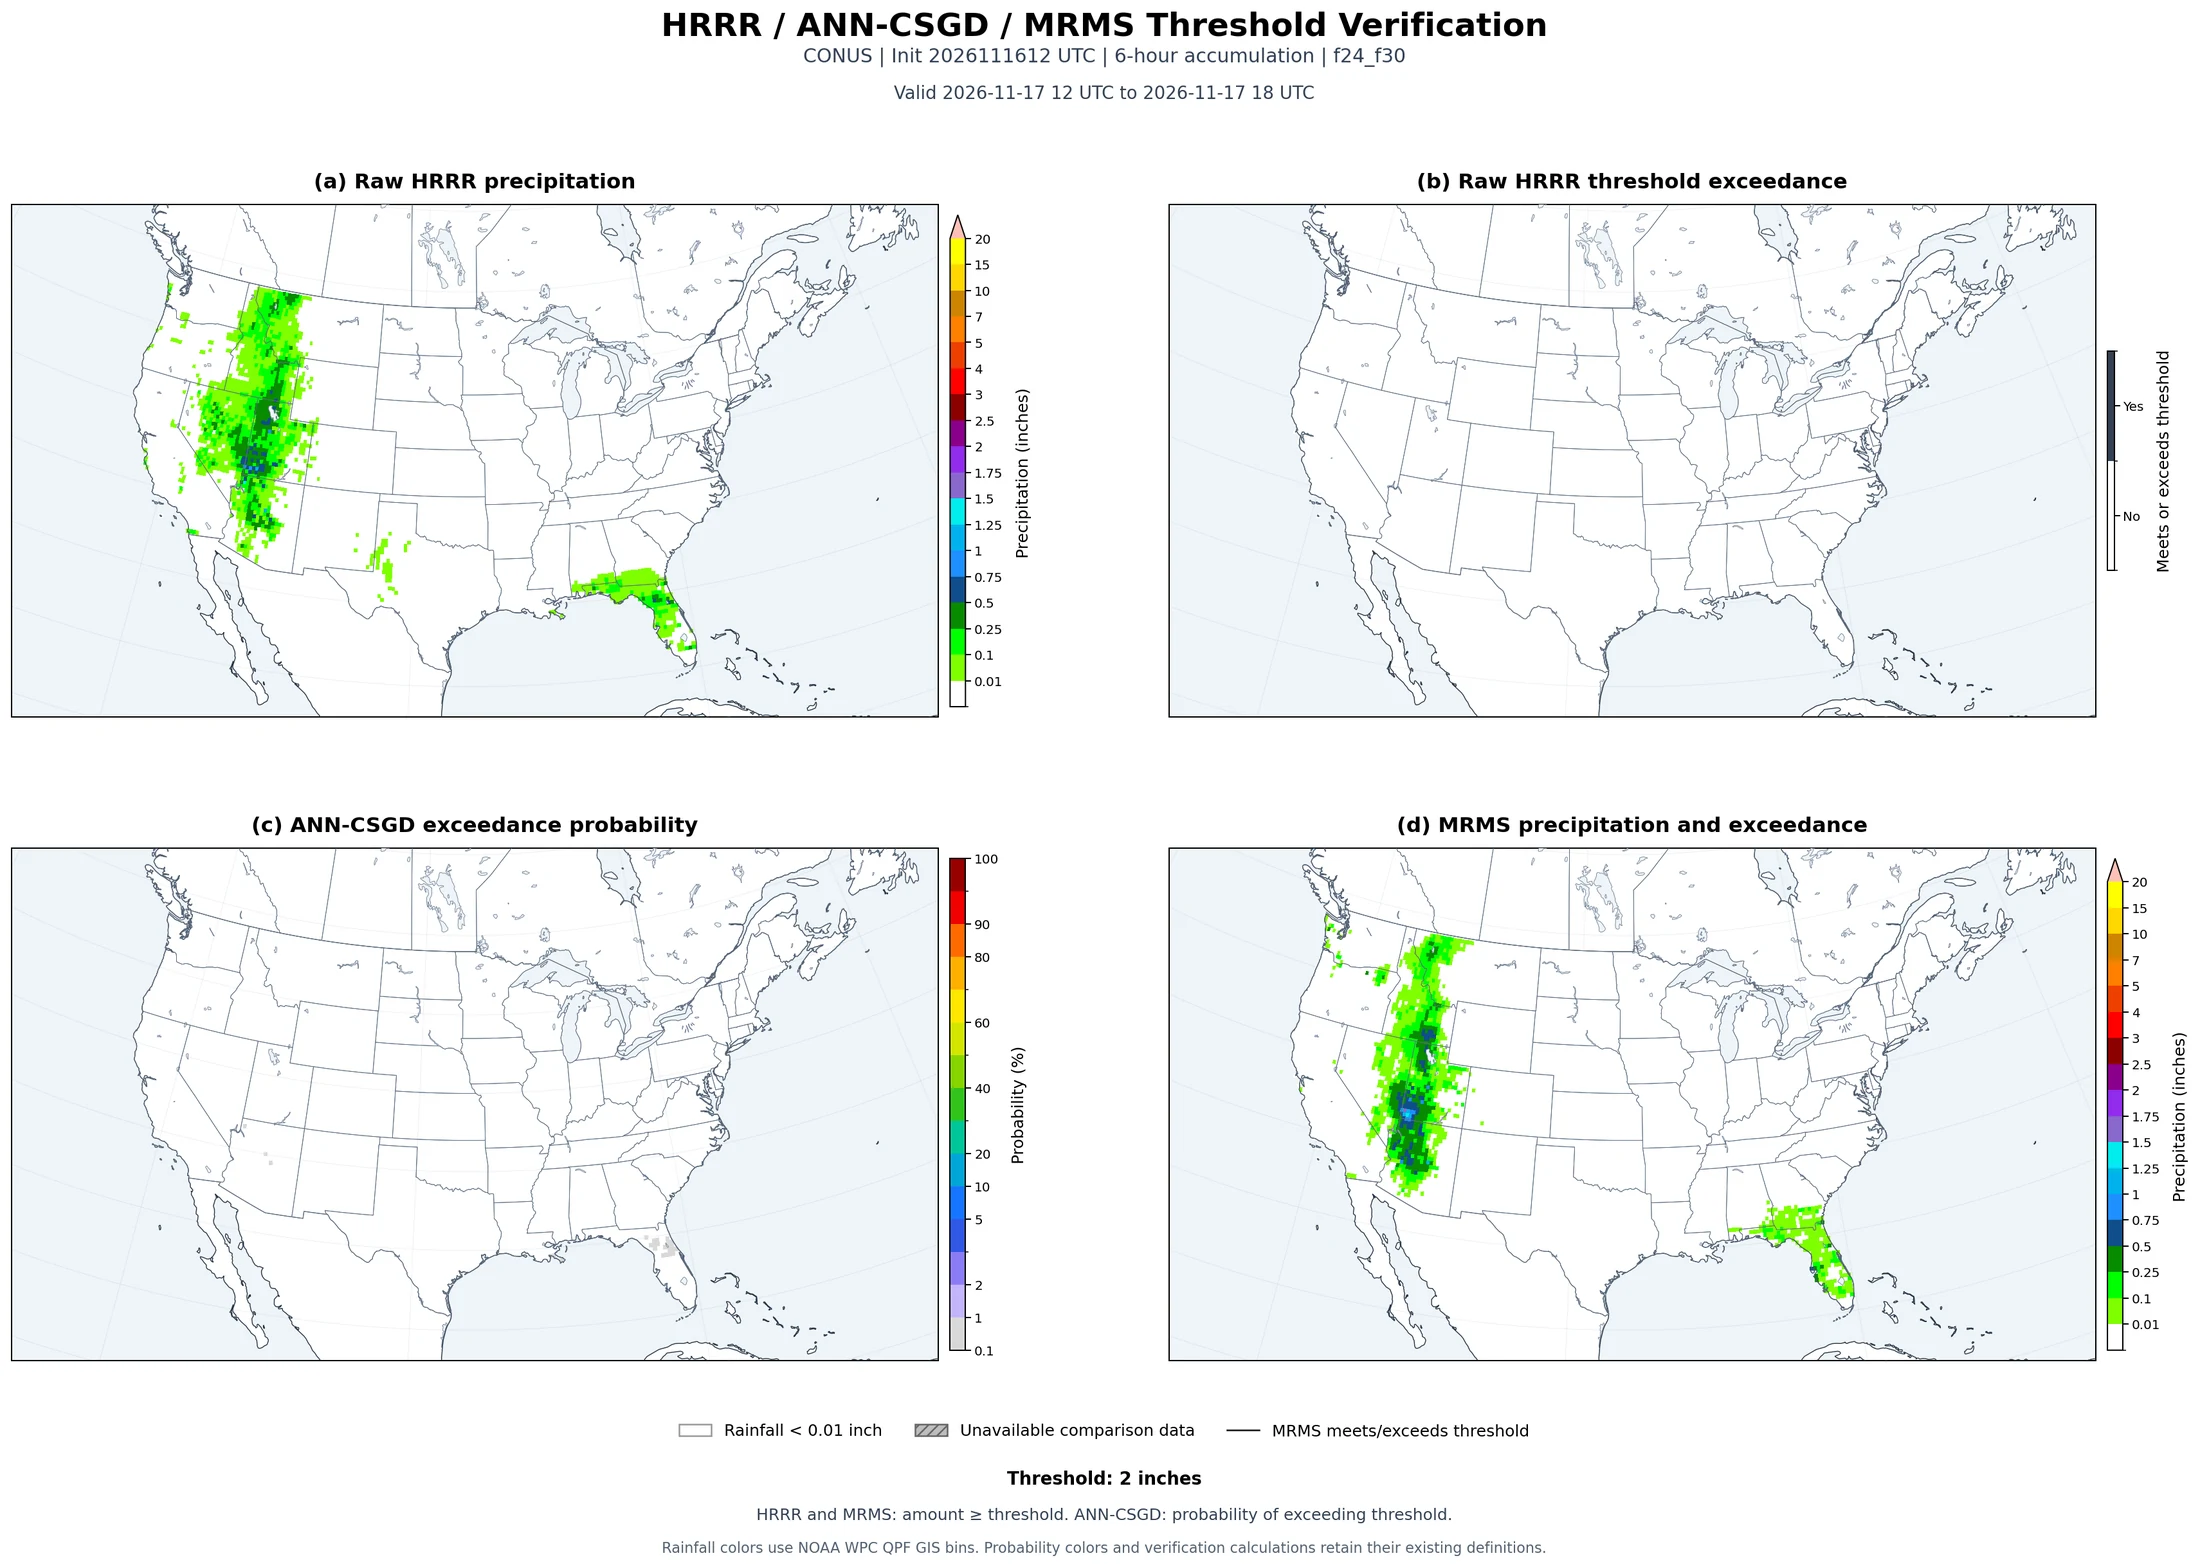 HRRR / ANN-CSGD / MRMS Threshold Verification
CONUS | Init 2026111612 UTC | 6-hour accumulation | f24_f30
Valid 2026-11-17 12 UTC to 2026-11-17 18 UTC
(a) Raw HRRR precipitation
20
15
10
7
5
4
3
2.5
2
1.75
1.5
1.25
1
0.75
0.5
0.25
0.1
0.01
Precipitation (inches)
(b) Raw HRRR threshold exceedance
Yes
No
Meets or exceeds threshold
(c) ANN-CSGD exceedance probability
100
90
80
60
40
20
10
5
2
1
0.1
Probability (%)
(d) MRMS precipitation and exceedance
20
15
10
7
5
4
3
2.5
2
1.75
1.5
1.25
1
0.75
0.5
0.25
0.1
0.01
Precipitation (inches)
Rainfall < 0.01 inch
Unavailable comparison data
MRMS meets/exceeds threshold
Threshold: 2 inches
HRRR and MRMS: amount ≥ threshold. ANN-CSGD: probability of exceeding threshold.
Rainfall colors use NOAA WPC QPF GIS bins. Probability colors and verification calculations retain their existing definitions.